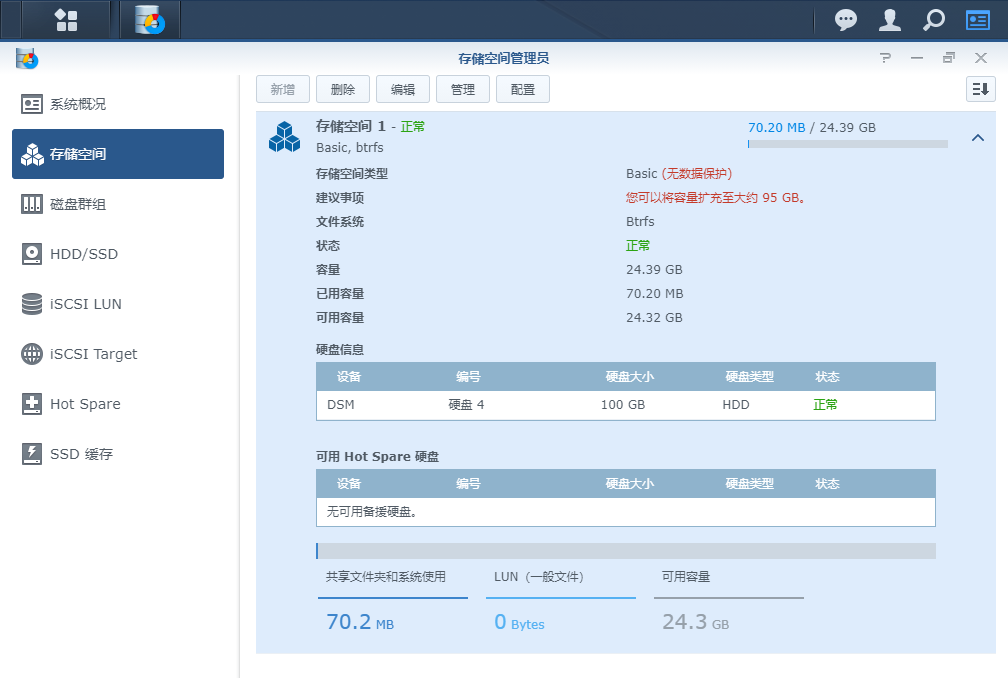 存储空间管理员
系统概况
存储空间
磁盘群组
HDD/SSD
iSCSI LUN
iSCSI Target
Hot Spare
SSD 缓存
新增 删除 编辑 管理 配置
存储空间 1 - 正常 70.20 MB / 24.39 GB
Basic, btrfs
存储空间类型 Basic (无数据保护)
建议事项 您可以将容量扩充至大约 95 GB。
文件系统 Btrfs
状态 正常
容量 24.39 GB
已用容量 70.20 MB
可用容量 24.32 GB
硬盘信息
设备 编号 硬盘大小 硬盘类型 状态
DSM 硬盘 4 100 GB HDD 正常
可用 Hot Spare 硬盘
设备 编号 硬盘大小 硬盘类型 状态
无可用备援硬盘。
共享文件夹和系统使用 LUN（一般文件） 可用容量
70.2 MB 0 Bytes 24.3 GB